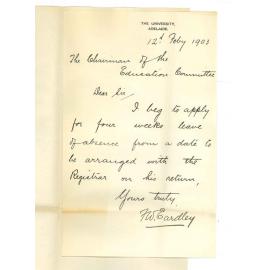 THE UNIVERSITY,
ADELAIDE.
12th Feby 1903
The Chairman of the
Education Committee
Dear Sir,
I beg to apply
for four weeks leave
of absence from a date to
be arranged with the
Registrar on his return,
Yours truly,
F.W. Eardley